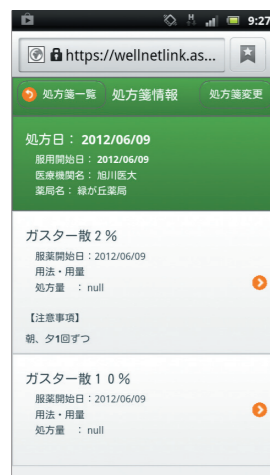 9:27
https://wellnetlink.as...
処方箋一覧 処方箋情報 処方箋変更
処方日： 2012/06/09
服用開始日： 2012/06/09
医療機関名： 旭川医大
薬局名： 緑が丘薬局
ガスター散２％
服薬開始日：2012/06/09
用法・用量
処方量 ： null
【注意事項】
朝、夕1回ずつ
ガスター散１０％
服薬開始日：2012/06/09
用法・用量
処方量 ： null